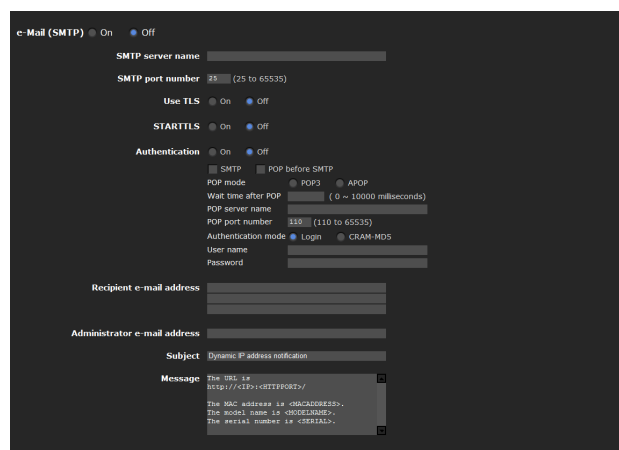 e-Mail (SMTP) On Off
SMTP server name
SMTP port number 25 (25 to 65535)
Use TLS On Off
STARTTLS On Off
Authentication On Off
SMTP POP before SMTP
POP mode POP3 APOP
Wait time after POP ( 0 ~ 10000 milliseconds)
POP server name
POP port number 110 (110 to 65535)
Authentication mode Login CRAM-MD5
User name
Password
Recipient e-mail address
Administrator e-mail address
Subject Dynamic IP address notification
Message The URL is
http://<IP>:<HTTPPORT>/
The MAC address is <MACADDRESS>.
The model name is <MODELNAME>.
The serial number is <SERIAL>.